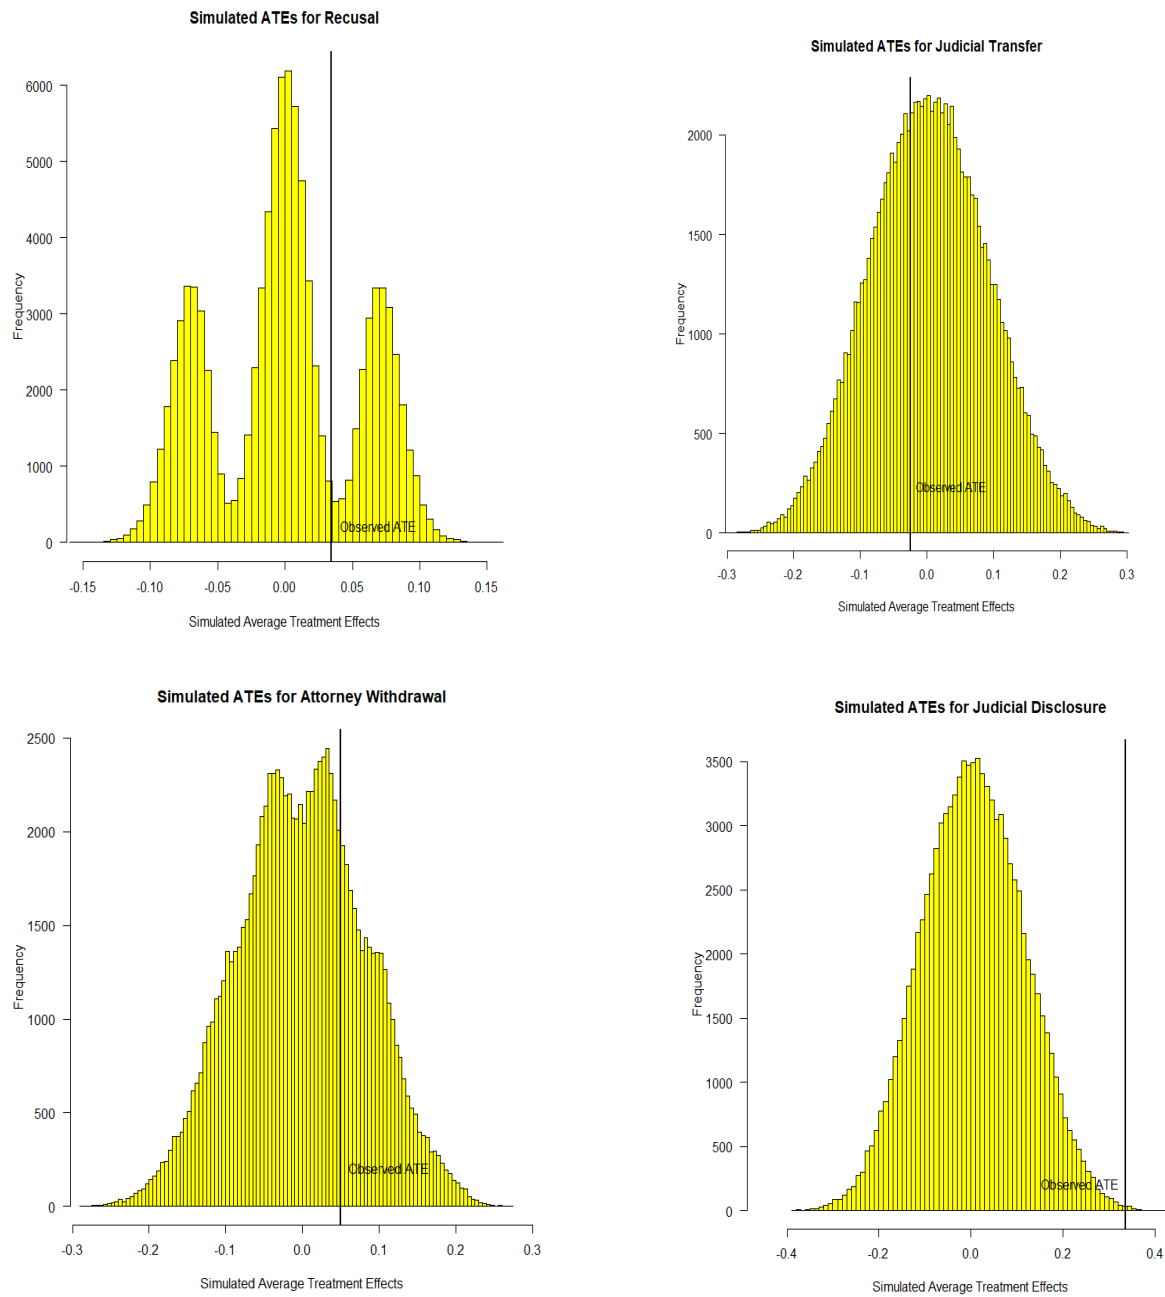 Simulated ATEs for Recusal
Frequency
6000
5000
4000
3000
2000
1000
0
Observed ATE
-0.15 -0.10 -0.05 0.00 0.05 0.10 0.15
Simulated Average Treatment Effects
Simulated ATEs for Judicial Transfer
Frequency
2000
1500
1000
500
0
Observed ATE
-0.3 -0.2 -0.1 0.0 0.1 0.2 0.3
Simulated Average Treatment Effects
Simulated ATEs for Attorney Withdrawal
Frequency
2500
2000
1500
1000
500
0
Observed ATE
-0.3 -0.2 -0.1 0.0 0.1 0.2 0.3
Simulated Average Treatment Effects
Simulated ATEs for Judicial Disclosure
Frequency
3500
3000
2500
2000
1500
1000
500
0
Observed ATE
-0.4 -0.2 0.0 0.2 0.4
Simulated Average Treatment Effects